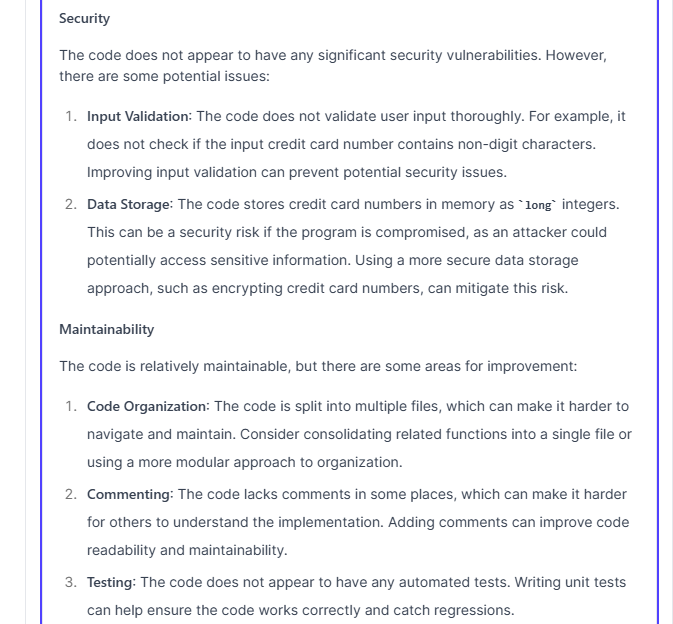 Security
The code does not appear to have any significant security vulnerabilities. However,
there are some potential issues:
1. Input Validation: The code does not validate user input thoroughly. For example, it
does not check if the input credit card number contains non-digit characters.
Improving input validation can prevent potential security issues.
2. Data Storage: The code stores credit card numbers in memory as `long` integers.
This can be a security risk if the program is compromised, as an attacker could
potentially access sensitive information. Using a more secure data storage
approach, such as encrypting credit card numbers, can mitigate this risk.
Maintainability
The code is relatively maintainable, but there are some areas for improvement:
1. Code Organization: The code is split into multiple files, which can make it harder to
navigate and maintain. Consider consolidating related functions into a single file or
using a more modular approach to organization.
2. Commenting: The code lacks comments in some places, which can make it harder
for others to understand the implementation. Adding comments can improve code
readability and maintainability.
3. Testing: The code does not appear to have any automated tests. Writing unit tests
can help ensure the code works correctly and catch regressions.